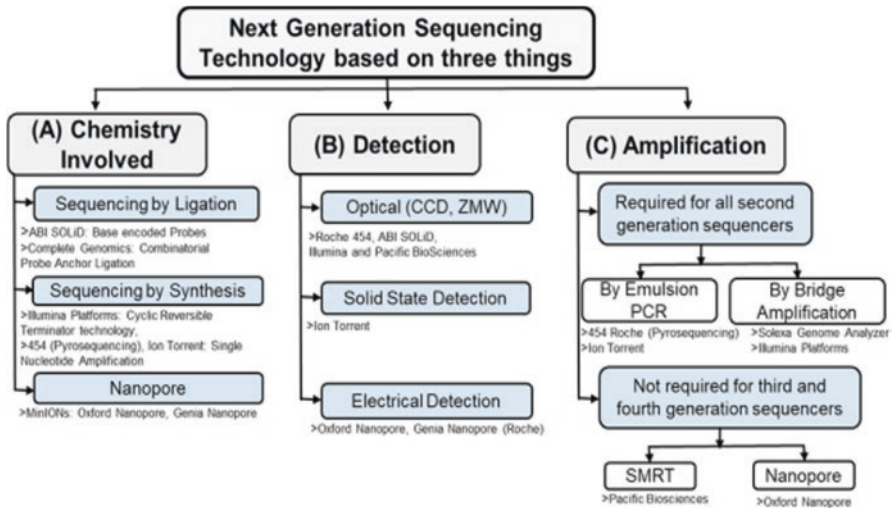 Next Generation Sequencing
Technology based on three things
(A) Chemistry
Involved
Sequencing by Ligation
>ABI SOLiD: Base encoded Probes
>Complete Genomics: Combinatorial
Probe Anchor Ligation
Sequencing by Synthesis
>Illumina Platforms: Cyclic Reversible
Terminator technology.
>454 (Pyrosequencing), Ion Torrent: Single
Nucleotide Amplification
Nanopore
>MinIONs: Oxford Nanopore, Genia Nanopore
(B) Detection
Optical (CCD, ZMW)
>Roche 454, ABI SOLiD,
Illumina and Pacific BioSciences
Solid State Detection
>Ion Torrent
Electrical Detection
>Oxford Nanopore, Genia Nanopore (Roche)
(C) Amplification
Required for all second
generation sequencers
By Emulsion
PCR
>454 Roche (Pyrosequencing)
>Ion Torrent
By Bridge
Amplification
>Solexa Genome Analyzer
>Illumina Platforms
Not required for third and
fourth generation sequencers
SMRT
>Pacific Biosciences
Nanopore
>Oxford Nanopore